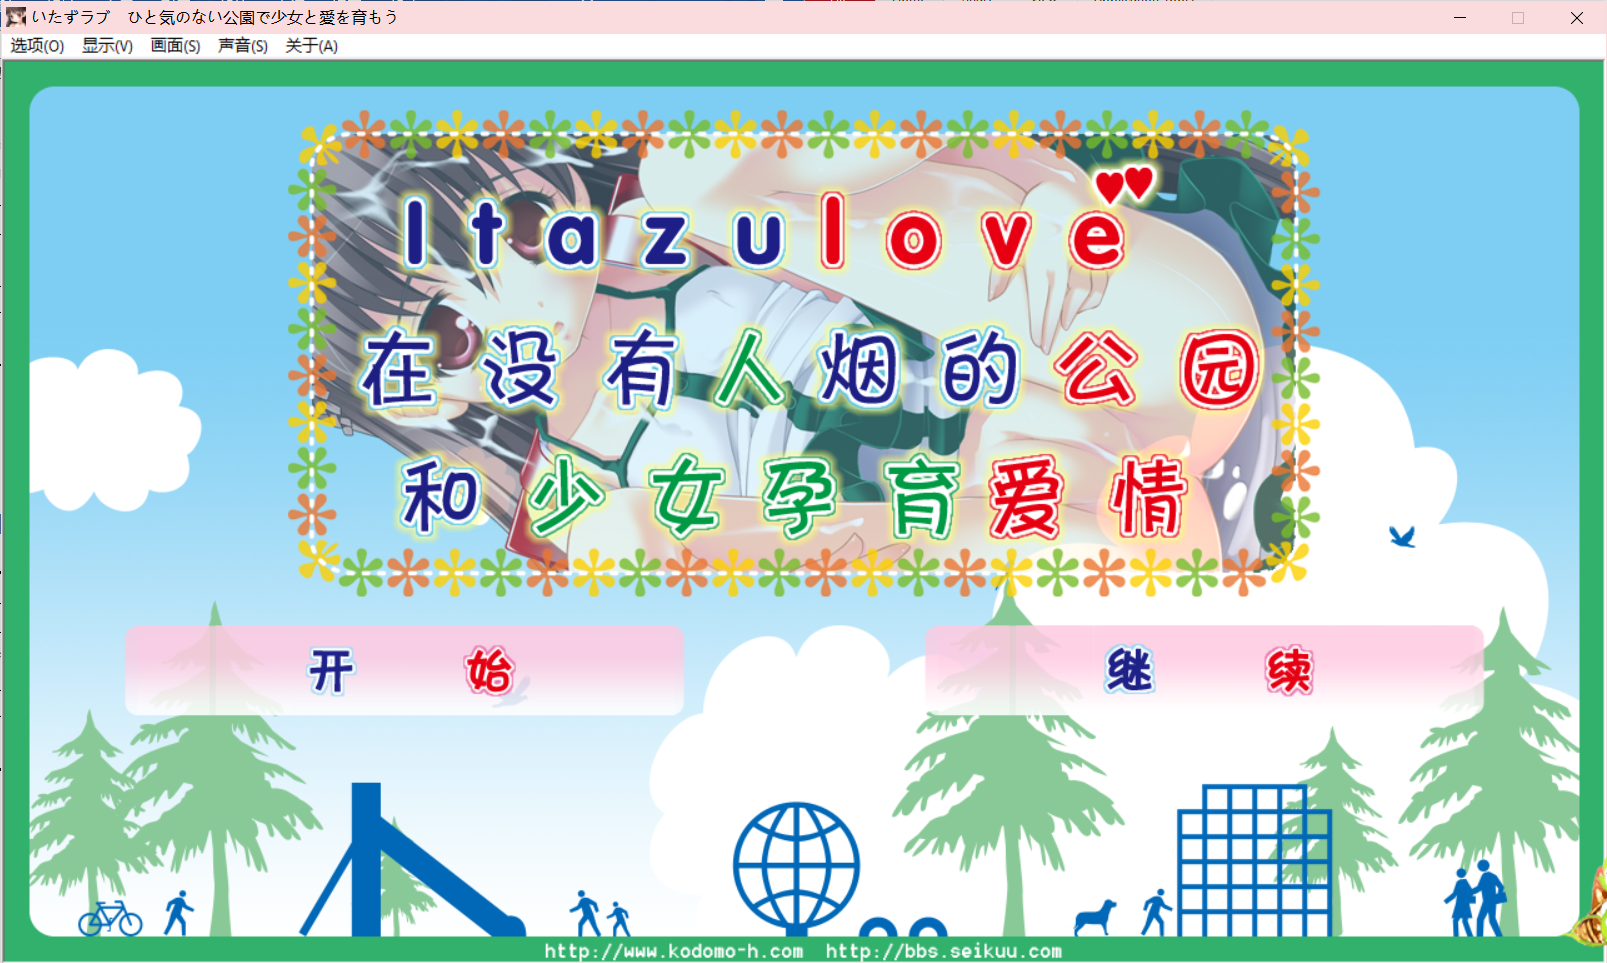 いたずラブ　ひと気のない公園で少女と愛を育もう
选项(O) 显示(V) 画面(S) 声音(S) 关于(A)
Itazulove
在没有人烟的公园
和少女孕育爱情
开始
继续
http://www.kodomo-h.com http://bbs.seikuu.com